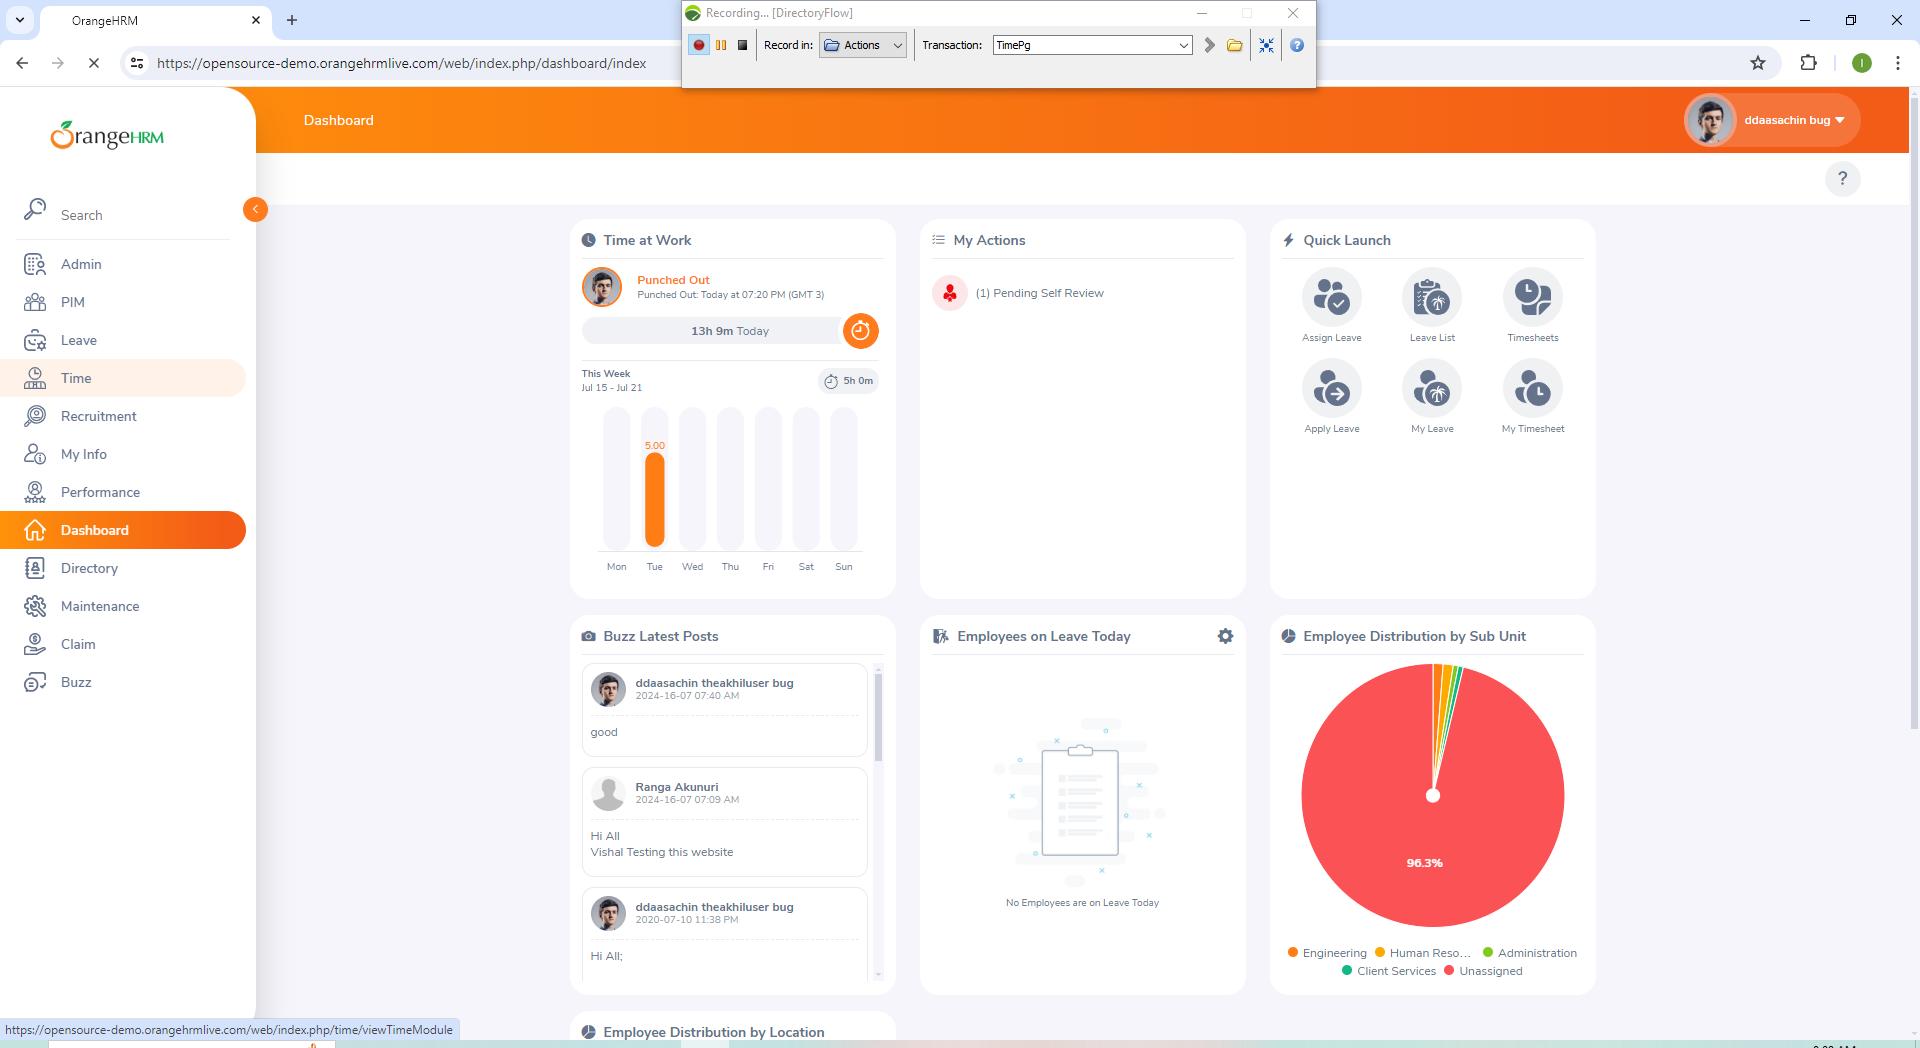 OrangeHRM
Recording... [DirectoryFlow]
Record in:
Actions
Transaction:
TimePg
https://opensource-demo.orangehrmlive.com/web/index.php/dashboard/index
I
OrangeHRM
Dashboard
ddaasachin bug
?
Search
Admin
PIM
Leave
Time
Recruitment
My Info
Performance
Dashboard
Directory
Maintenance
Claim
Buzz
Time at Work
Punched Out
Punched Out: Today at 07:20 PM (GMT 3)
13h 9m Today
This Week
Jul 15 - Jul 21
5h 0m
5.00
Mon Tue Wed Thu Fri Sat Sun
My Actions
(1) Pending Self Review
Quick Launch
Assign Leave Leave List Timesheets
Apply Leave My Leave My Timesheet
Buzz Latest Posts
ddaasachin theakhiluser bug
2024-16-07 07:40 AM
good
Ranga Akunuri
2024-16-07 07:09 AM
Hi All
Vishal Testing this website
ddaasachin theakhiluser bug
2020-07-10 11:38 PM
Hi All;
Employees on Leave Today
No Employees are on Leave Today
Employee Distribution by Sub Unit
96.3%
Engineering Human Reso... Administration
Client Services Unassigned
Employee Distribution by Location
https://opensource-demo.orangehrmlive.com/web/index.php/time/viewTimeModule